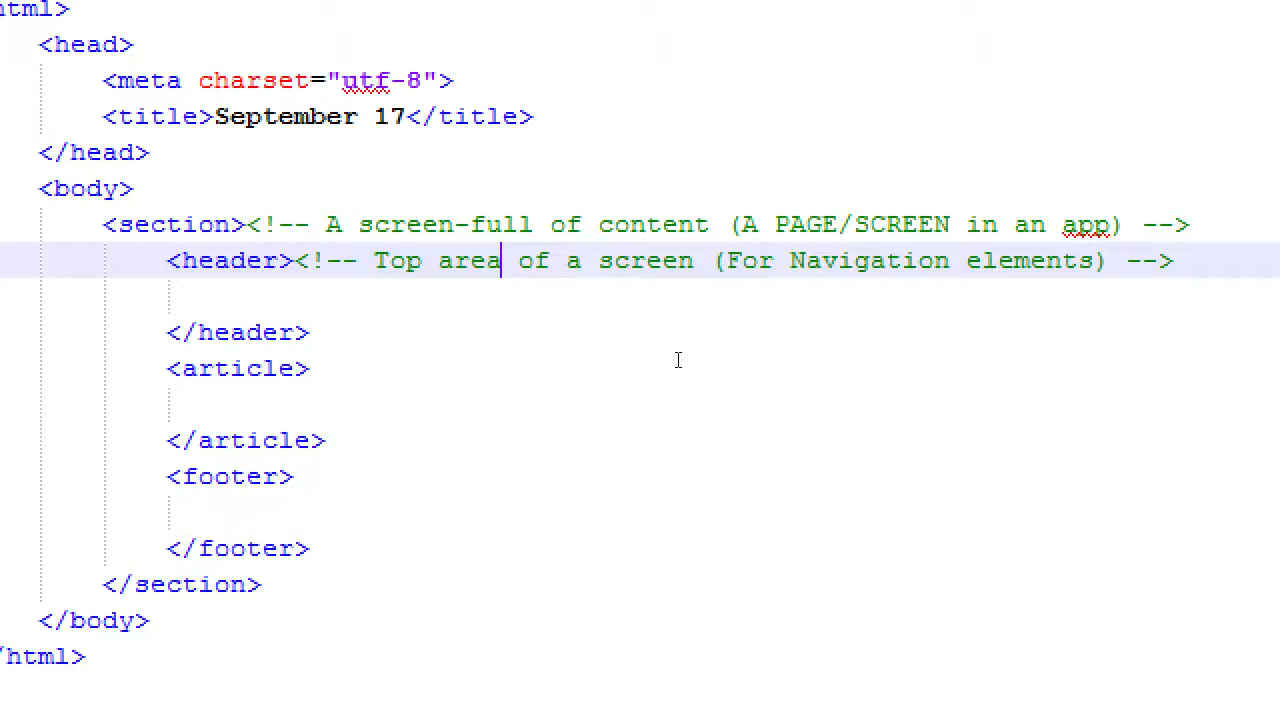 html>
<head>
<meta charset="utf-8">
<title>September 17</title>
</head>
<body>
<section><!-- A screen-full of content (A PAGE/SCREEN in an app) -->
<header><!-- Top area of a screen (For Navigation elements) -->
</header>
<article>
</article>
<footer>
</footer>
</section>
</body>
/html>